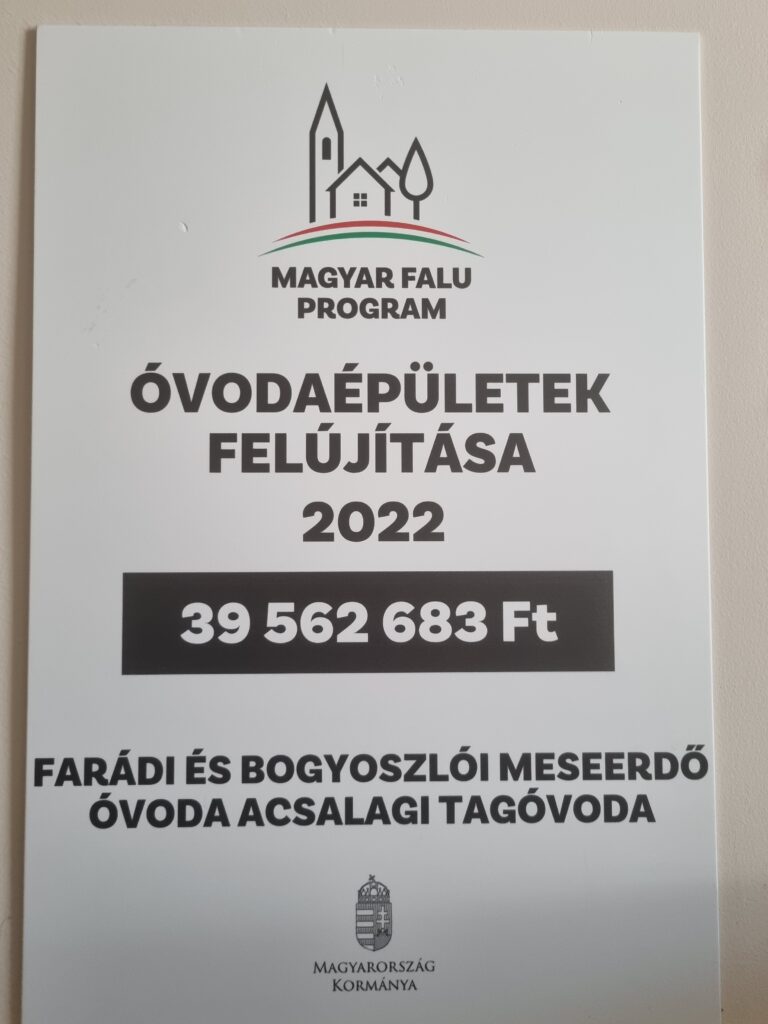 MAGYAR FALU
PROGRAM
ÓVODAÉPÜLETEK
FELÚJÍTÁSA
2022
39 562 683 Ft
FARÁDI ÉS BOGYOSZLÓI MESEERDŐ
ÓVODA ACSALAGI TAGÓVODA
MAGYARORSZÁG
KORMÁNYA